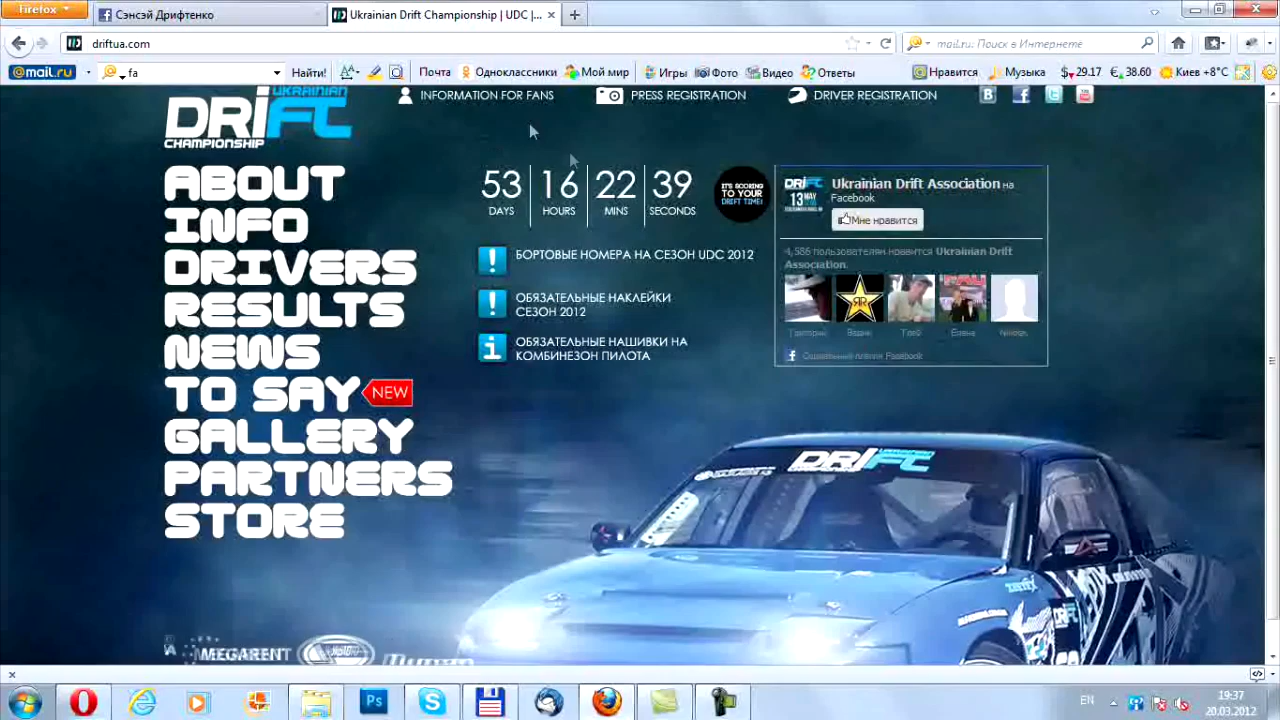 Firefox
Сэнсэй Дрифтенко
Ukrainian Drift Championship | UDC |...
driftua.com
mail.ru. Поиск в Интернете
@mail.ru
fa
Найти!
Почта
Одноклассники
Мой мир
Игры
Фото
Видео
Ответы
Нравится
Музыка
$ 29.17
€ 38.60
Киев +8°C
UKRAINIAN
DRIFT
CHAMPIONSHIP
INFORMATION FOR FANS
PRESS REGISTRATION
DRIVER REGISTRATION
ABOUT
INFO
DRIVERS
RESULTS
NEWS
TO SAY
NEW
GALLERY
PARTNERS
STORE
53 16 22 39
DAYS HOURS MINS SECONDS
TO YOUR
DRIFT TIME!
БОРТОВЫЕ НОМЕРА НА СЕЗОН UDC 2012
ОБЯЗАТЕЛЬНЫЕ НАКЛЕЙКИ
СЕЗОН 2012
ОБЯЗАТЕЛЬНЫЕ НАШИВКИ НА
КОМБИНЕЗОН ПИЛОТА
DRIFT
13 MAY
Ukrainian Drift Association на
Facebook
Мне нравится
4,586 пользователям нравится Ukrainian Drift
Association.
Вадим
Елена
Социальный плагин Facebook
DRIFT
MEGARENT
EN
19:37
20.03.2012